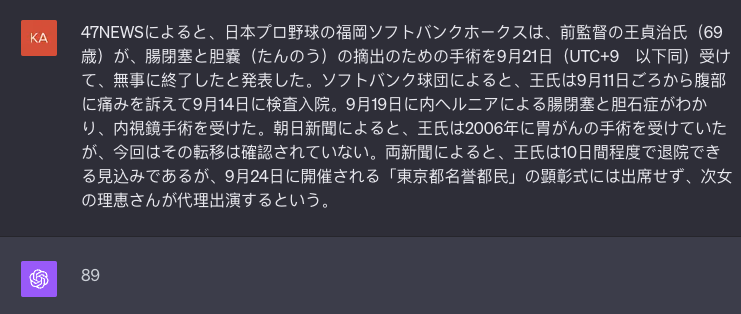 KA
47NEWSによると、日本プロ野球の福岡ソフトバンクホークスは、前監督の王貞治氏（69
歳）が、腸閉塞と胆嚢（たんのう）の摘出のための手術を9月21日（UTC+9　以下同）受け
て、無事に終了したと発表した。ソフトバンク球団によると、王氏は9月11日ごろから腹部
に痛みを訴えて9月14日に検査入院。9月19日に内ヘルニアによる腸閉塞と胆石症がわか
り、内視鏡手術を受けた。朝日新聞によると、王氏は2006年に胃がんの手術を受けていた
が、今回はその転移は確認されていない。両新聞によると、王氏は10日間程度で退院でき
る見込みであるが、9月24日に開催される「東京都名誉都民」の顕彰式には出席せず、次女
の理恵さんが代理出演するという。
89